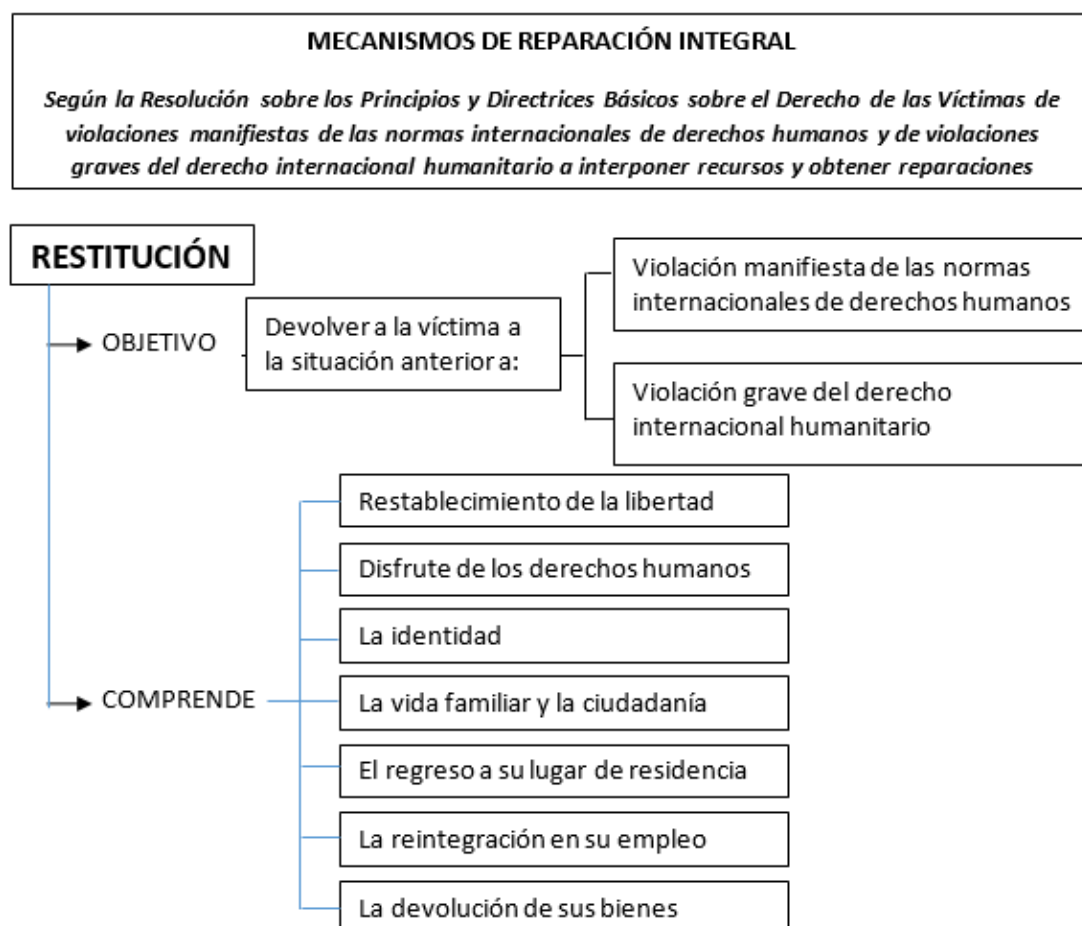 MECANISMOS DE REPARACIÓN INTEGRAL
Según la Resolución sobre los Principios y Directrices Básicos sobre el Derecho de las Víctimas de
violaciones manifiestas de las normas internacionales de derechos humanos y de violaciones
graves del derecho internacional humanitario a interponer recursos y obtener reparaciones
RESTITUCIÓN
OBJETIVO
Devolver a la víctima a
la situación anterior a:
Violación manifiesta de las normas
internacionales de derechos humanos
Violación grave del derecho
internacional humanitario
COMPRENDE
Restablecimiento de la libertad
Disfrute de los derechos humanos
La identidad
La vida familiar y la ciudadanía
El regreso a su lugar de residencia
La reintegración en su empleo
La devolución de sus bienes